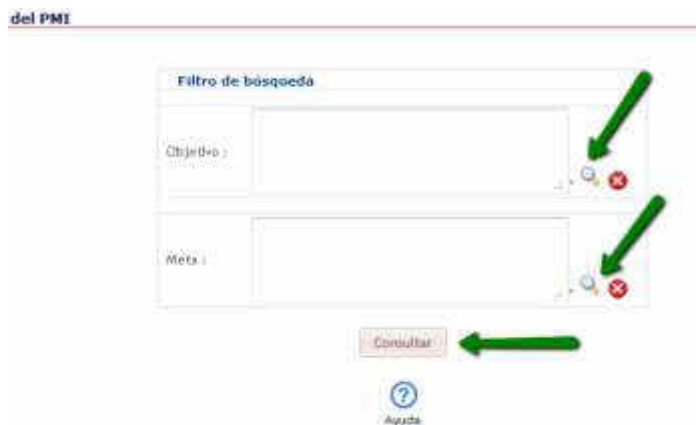 del PMI
Filtro de búsqueda
Objetivo :
Meta :
Consultar
Ayuda